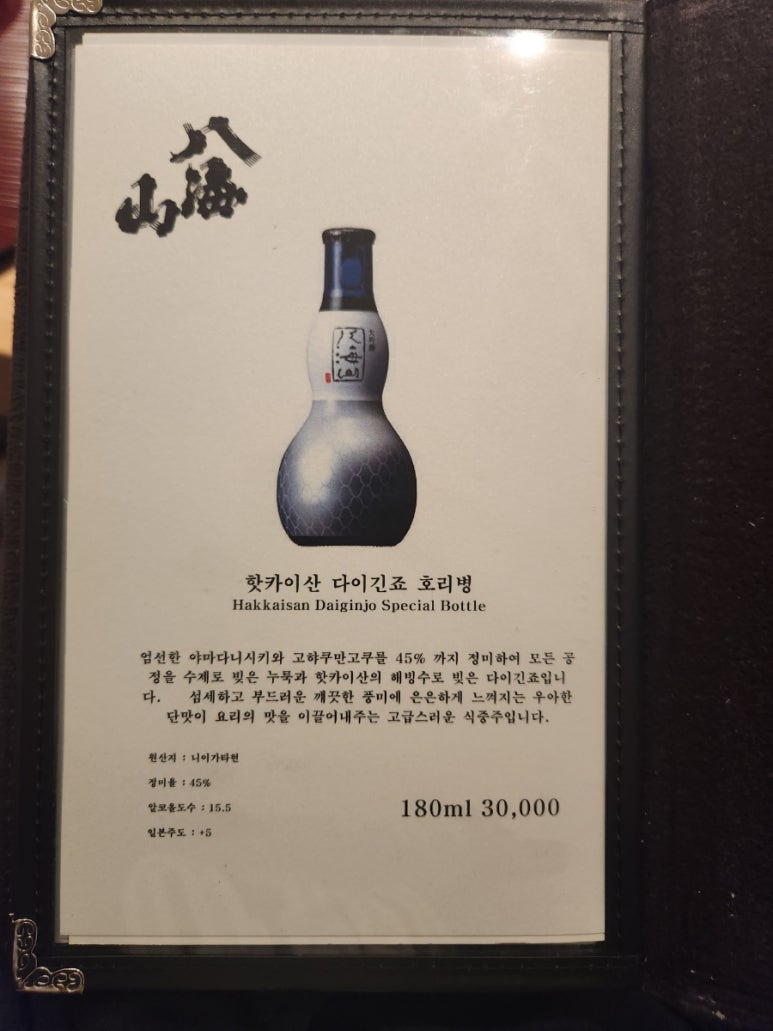 八海山
八海山
大吟醸
핫카이산 다이긴죠 호리병
Hakkaisan Daiginjo Special Bottle
엄선한 야마다니시키와 고햐쿠만고쿠를 45% 까지 정미하여 모든 공
정을 수제로 빚은 누룩과 핫카이산의 해빙수로 빚은 다이긴죠입니
다. 섬세하고 부드러운 깨끗한 풍미에 은은하게 느껴지는 우아한
단맛이 요리의 맛을 이끌어내주는 고급스러운 식중주입니다.
원산지 : 니이가타현
정미율 : 45%
알코올도수 : 15.5
일본주도 : +5
180ml 30,000